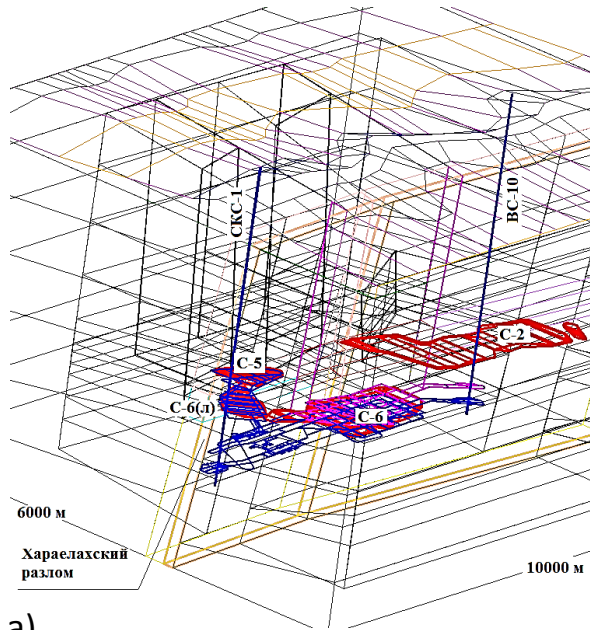 СКС-1
ВС-10
С-2
С-5
С-6(л)
С-6
6000 м
Хараелахский
разлом
10000 м
а)